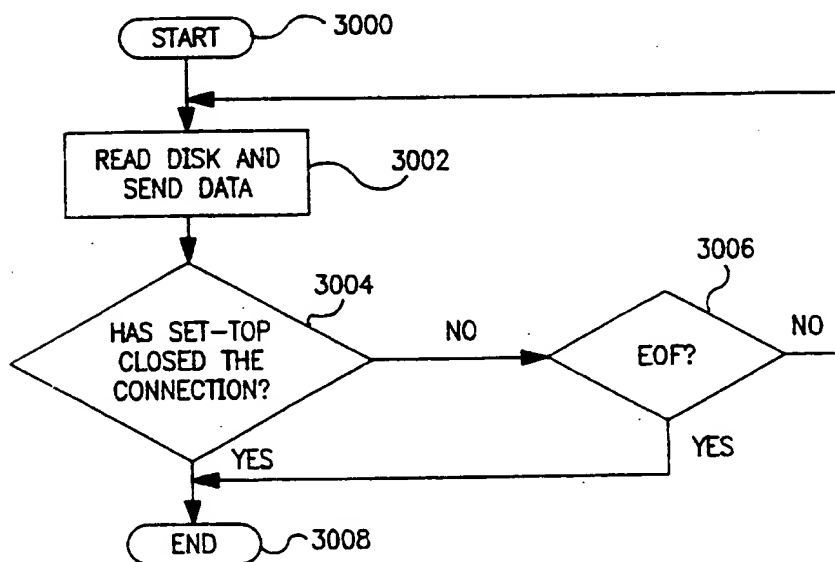 START
3000
READ DISK AND
SEND DATA
3002
HAS SET-TOP
CLOSED THE
CONNECTION?
3004
NO
EOF?
3006
NO
YES
YES
END
3008